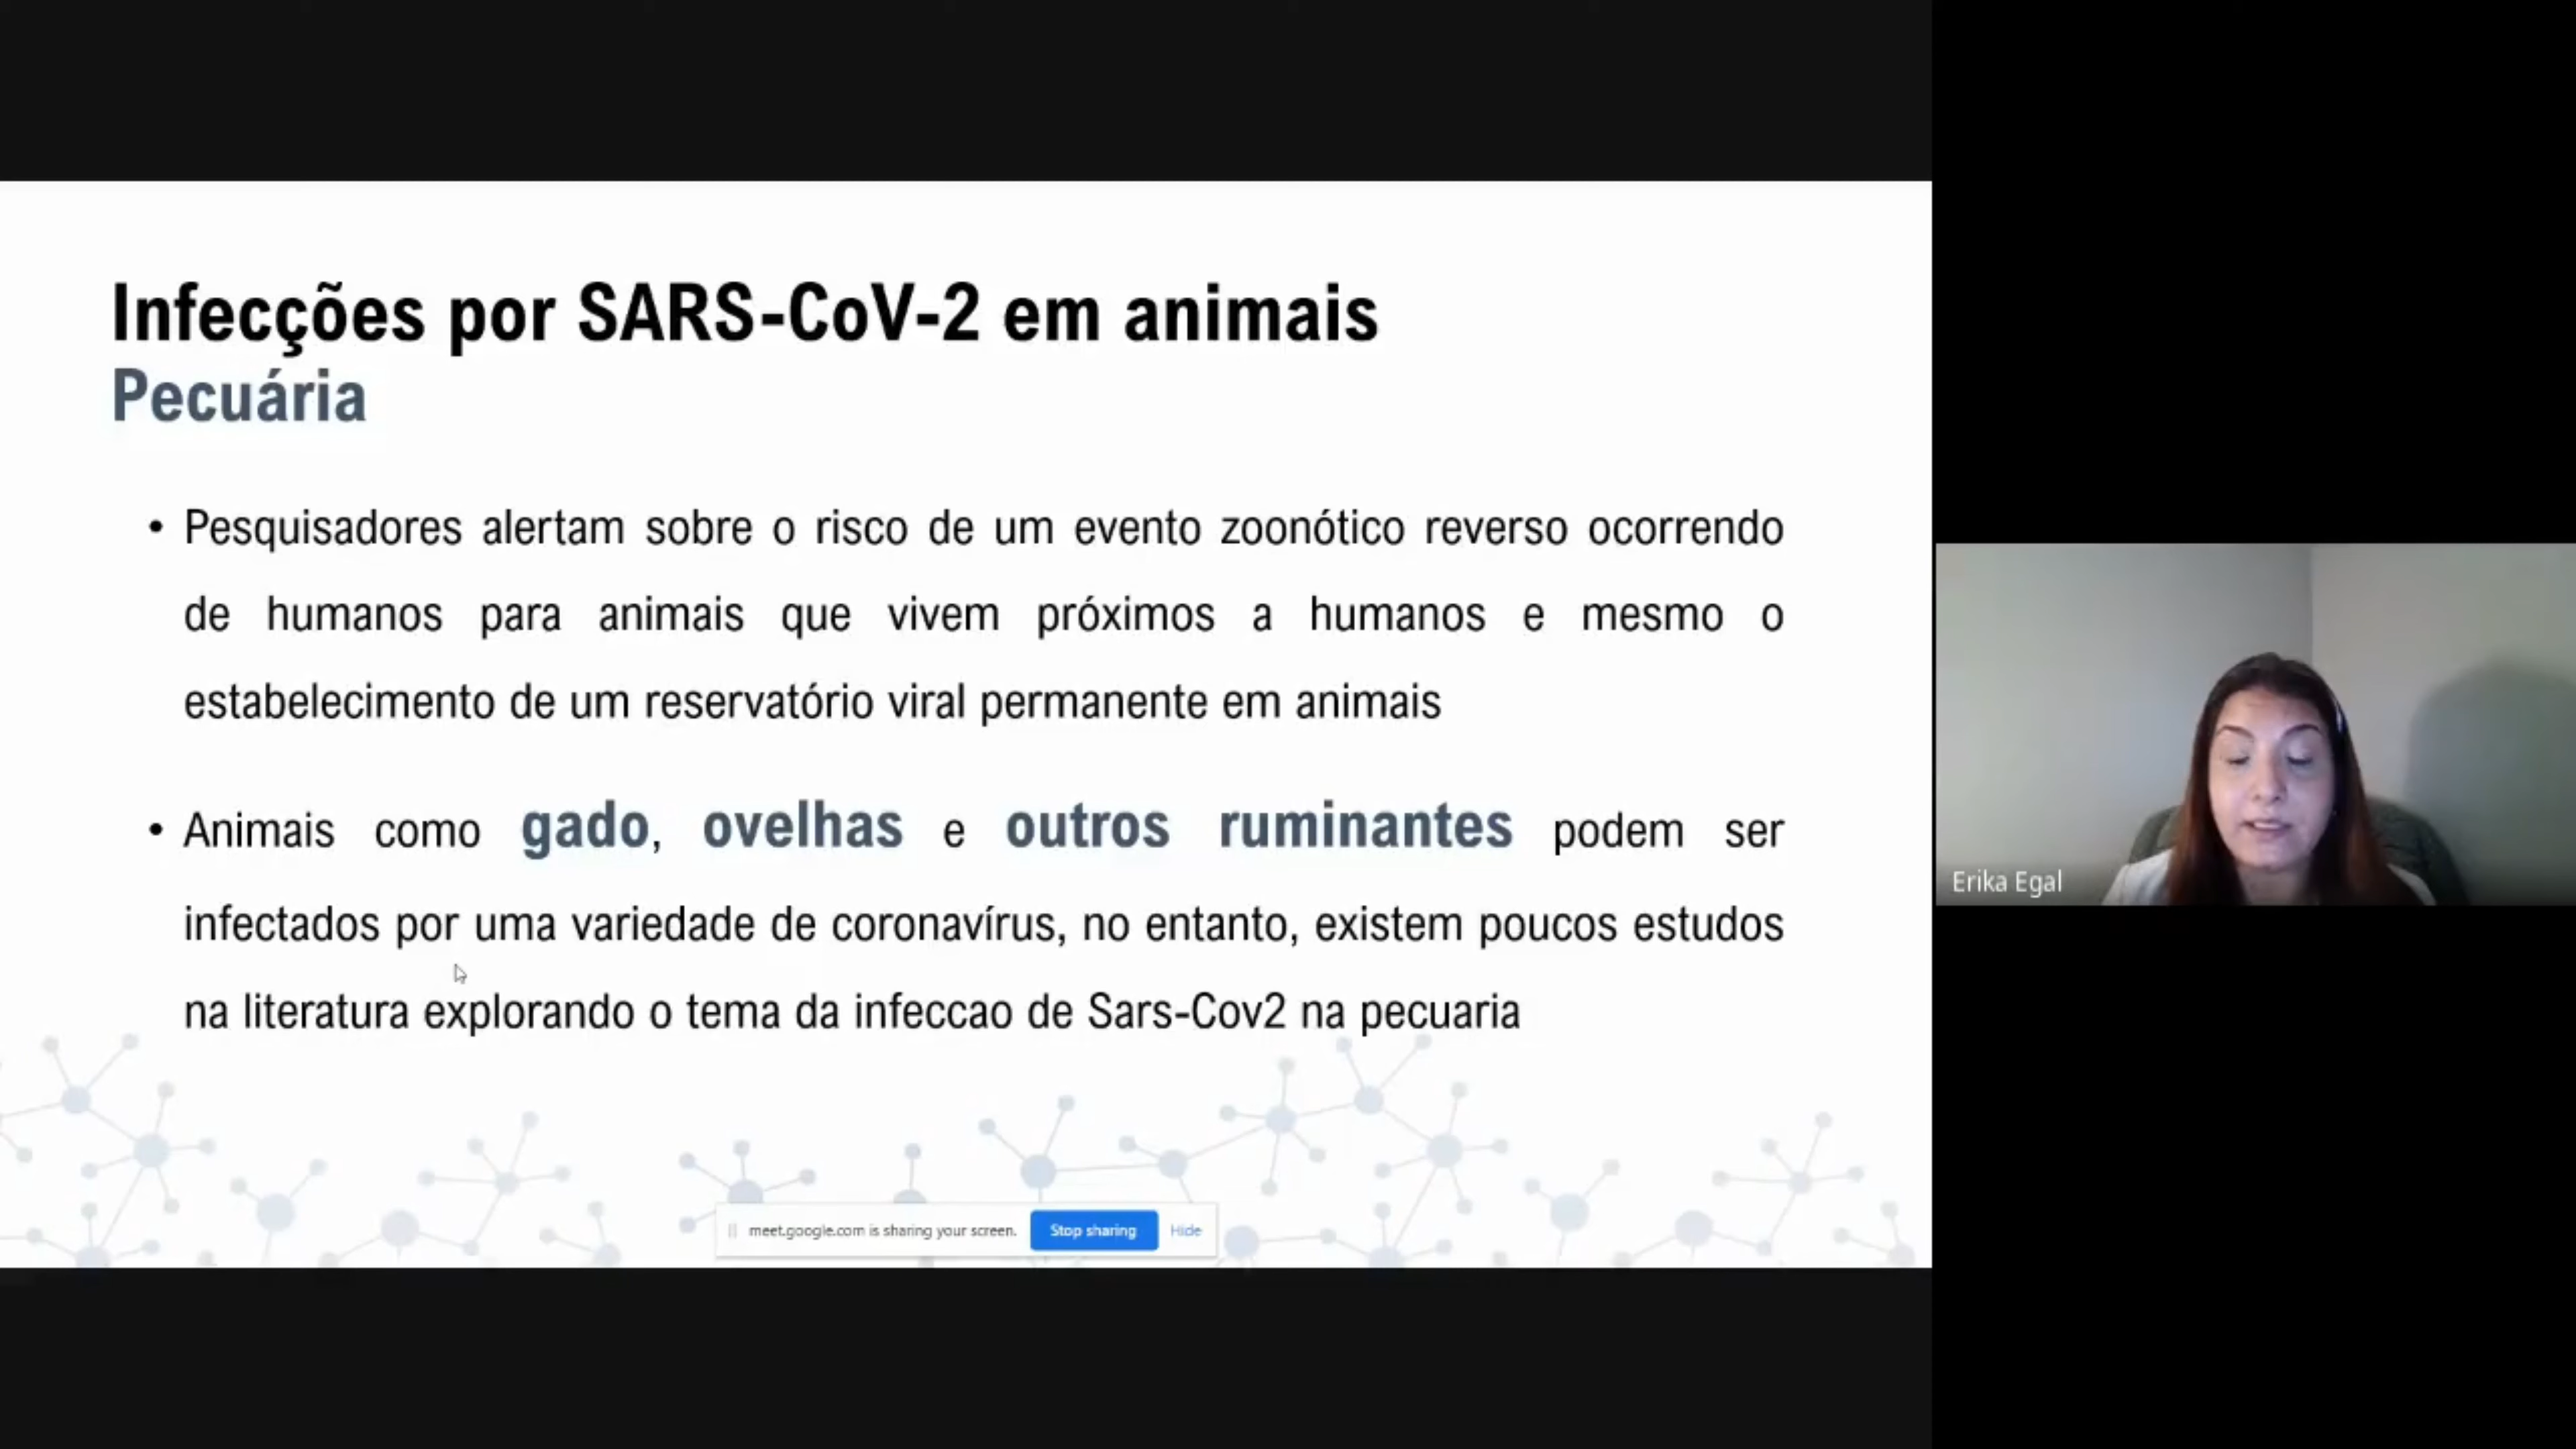 Infecções por SARS-CoV-2 em animais
Pecuária
• Pesquisadores alertam sobre o risco de um evento zoonótico reverso ocorrendo
de humanos para animais que vivem próximos a humanos e mesmo o
estabelecimento de um reservatório viral permanente em animais
• Animais como gado, ovelhas e outros ruminantes podem ser
infectados por uma variedade de coronavírus, no entanto, existem poucos estudos
na literatura explorando o tema da infeccao de Sars-Cov2 na pecuaria
meet.google.com is sharing your screen. Stop sharing Hide
Erika Egal